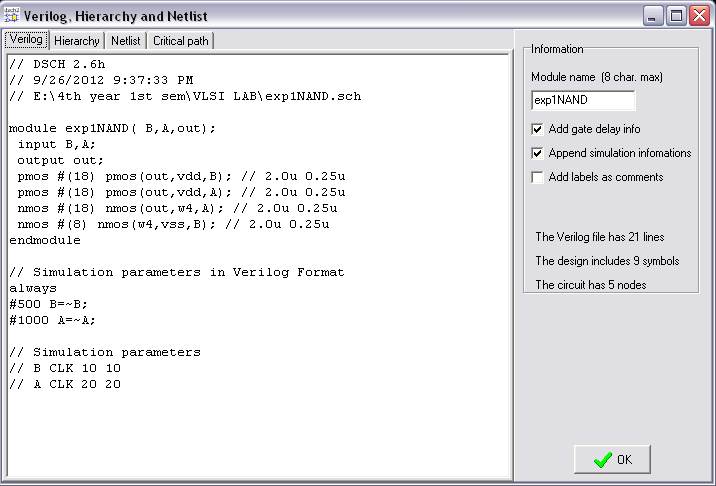 Verilog, Hierarchy and Netlist
Verilog Hierarchy Netlist Critical path
// DSCH 2.6h
// 9/26/2012 9:37:33 PM
// E:\4th year 1st sem\VLSI LAB\exp1NAND.sch
module exp1NAND( B,A,out);
input B,A;
output out;
pmos #(18) pmos(out,vdd,B); // 2.0u 0.25u
pmos #(18) pmos(out,vdd,A); // 2.0u 0.25u
nmos #(18) nmos(out,w4,A); // 2.0u 0.25u
nmos #(8) nmos(w4,vss,B); // 2.0u 0.25u
endmodule
// Simulation parameters in Verilog Format
always
#500 B=~B;
#1000 A=~A;
// Simulation parameters
// B CLK 10 10
// A CLK 20 20
Information
Module name (8 char. max)
exp1NAND
Add gate delay info
Append simulation infomations
Add labels as comments
The Verilog file has 21 lines
The design includes 9 symbols
The circuit has 5 nodes
OK